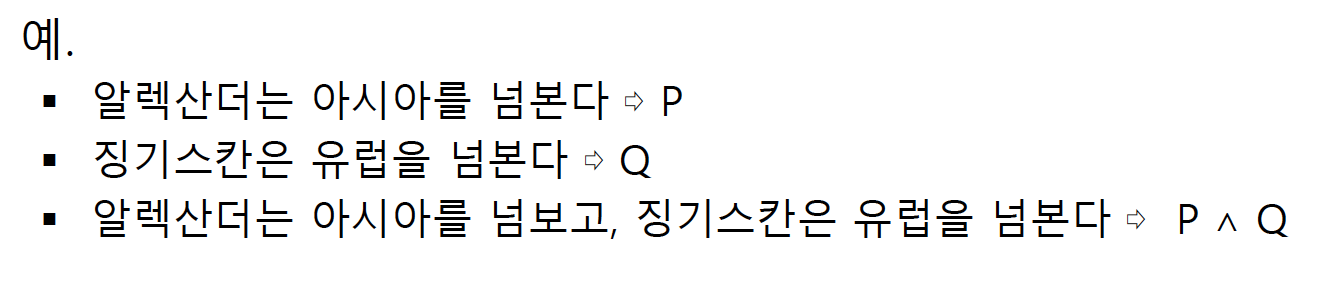 예.
▪ 알렉산더는 아시아를 넘본다 ⇨ P
▪ 징기스칸은 유럽을 넘본다 ⇨ Q
▪ 알렉산더는 아시아를 넘보고, 징기스칸은 유럽을 넘본다 ⇨ P ∧ Q